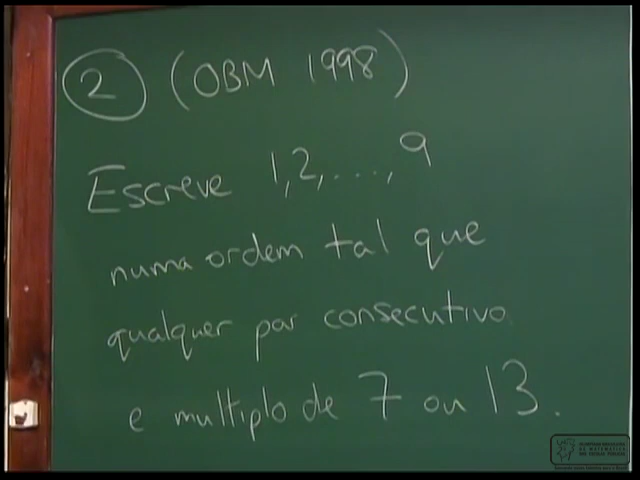 2 (OBM 1998)
Escreve 1,2,....,9
numa ordem tal que
qualquer par consecutivo
e multiplo de 7 ou 13.